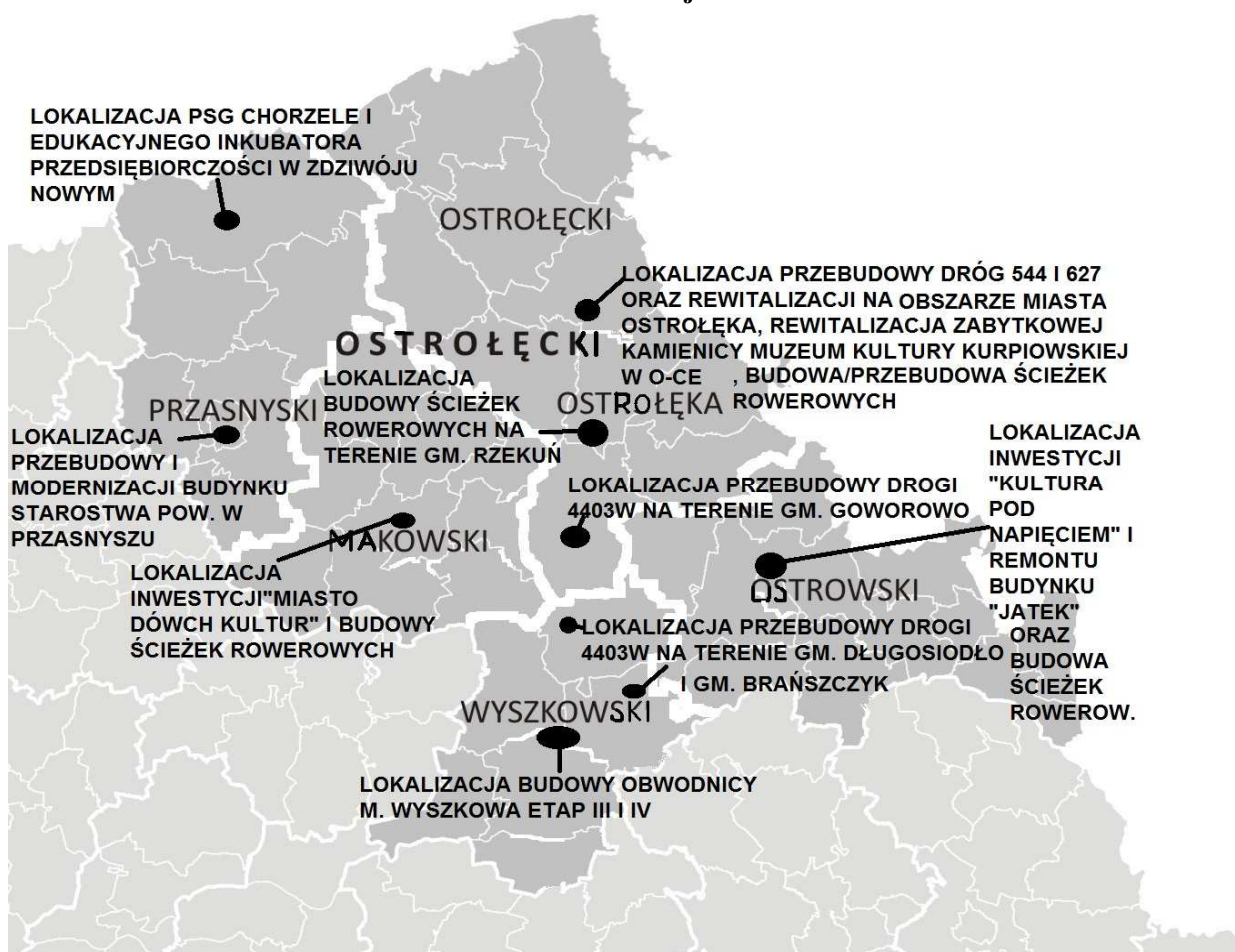 LOKALIZACJA PSG CHORZELE I
EDUKACYJNEGO INKUBATORA
PRZEDSIĘBIORCZOŚCI W ZDZIWÓJU
NOWYM
OSTROŁĘCKI
LOKALIZACJA PRZEBUDOWY DRÓG 544 I 627
ORAZ REWITALIZACJI NA OBSZARZE MIASTA
OSTROŁĘKA, REWITALIZACJA ZABYTKOWEJ
KAMIENICY MUZEUM KULTURY KURPIOWSKIEJ
W O-CE , BUDOWA/PRZEBUDOWA ŚCIEŻEK
ROWEROWYCH
OSTROŁĘCKI
LOKALIZACJA
BUDOWY ŚCIEŻEK
ROWEROWYCH NA
TERENIE GM. RZEKUŃ
OSTROŁĘKA
PRZASNYSKI
LOKALIZACJA
PRZEBUDOWY I
MODERNIZACJI BUDYNKU
STAROSTWA POW. W
PRZASNYSZU
LOKALIZACJA
INWESTYCJI
"KULTURA
POD
NAPIĘCIEM" I
REMONTU
BUDYNKU
"JATEK"
ORAZ
BUDOWA
ŚCIEŻEK
ROWEROW.
LOKALIZACJA PRZEBUDOWY DROGI
4403W NA TERENIE GM. GOWOROWO
MAKOWSKI
LOKALIZACJA
INWESTYCJI"MIASTO
DÓWCH KULTUR" I BUDOWY
ŚCIEŻEK ROWEROWYCH
OSTROWSKI
LOKALIZACJA PRZEBUDOWY DROGI
4403W NA TERENIE GM. DŁUGOSIODŁO
I GM. BRAŃSZCZYK
WYSZKOWSKI
LOKALIZACJA BUDOWY OBWODNICY
M. WYSZKOWA ETAP III I IV